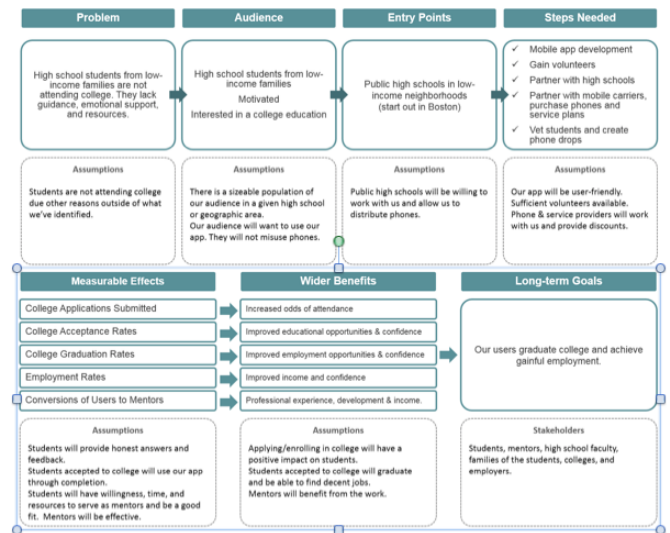 Problem
Audience
Entry Points
Steps Needed
High school students from low-
income families are not
attending college. They lack
guidance, emotional support,
and resources.
High school students from low-
income families
Motivated
Interested in a college education
Public high schools in low-
income neighborhoods
(start out in Boston)
✓ Mobile app development
✓ Gain volunteers
✓ Partner with high schools
✓ Partner with mobile carriers,
purchase phones and
service plans
✓ Vet students and create
phone drops
Assumptions
Students are not attending college
due other reasons outside of what
we've identified.
Assumptions
There is a sizeable population of
our audience in a given high school
or geographic area.
Our audience will want to use our
app. They will not misuse phones.
Assumptions
Public high schools will be willing to
work with us and allow us to
distribute phones.
Assumptions
Our app will be user-friendly.
Sufficient volunteers available.
Phone & service providers will work
with us and provide discounts.
Measurable Effects
Wider Benefits
Long-term Goals
College Applications Submitted
Increased odds of attendance
College Acceptance Rates
Improved educational opportunities & confidence
College Graduation Rates
Improved employment opportunities & confidence
Employment Rates
Improved income and confidence
Conversions of Users to Mentors
Professional experience, development & income.
Our users graduate college and achieve
gainful employment.
Assumptions
Students will provide honest answers and
feedback.
Students accepted to college will use our app
through completion.
Students will have willingness, time, and
resources to serve as mentors and be a good
fit. Mentors will be effective.
Assumptions
Applying/enrolling in college will have a
positive impact on students.
Students accepted to college will graduate
and be able to find decent jobs.
Mentors will benefit from the work.
Stakeholders
Students, mentors, high school faculty,
families of the students, colleges, and
employers.